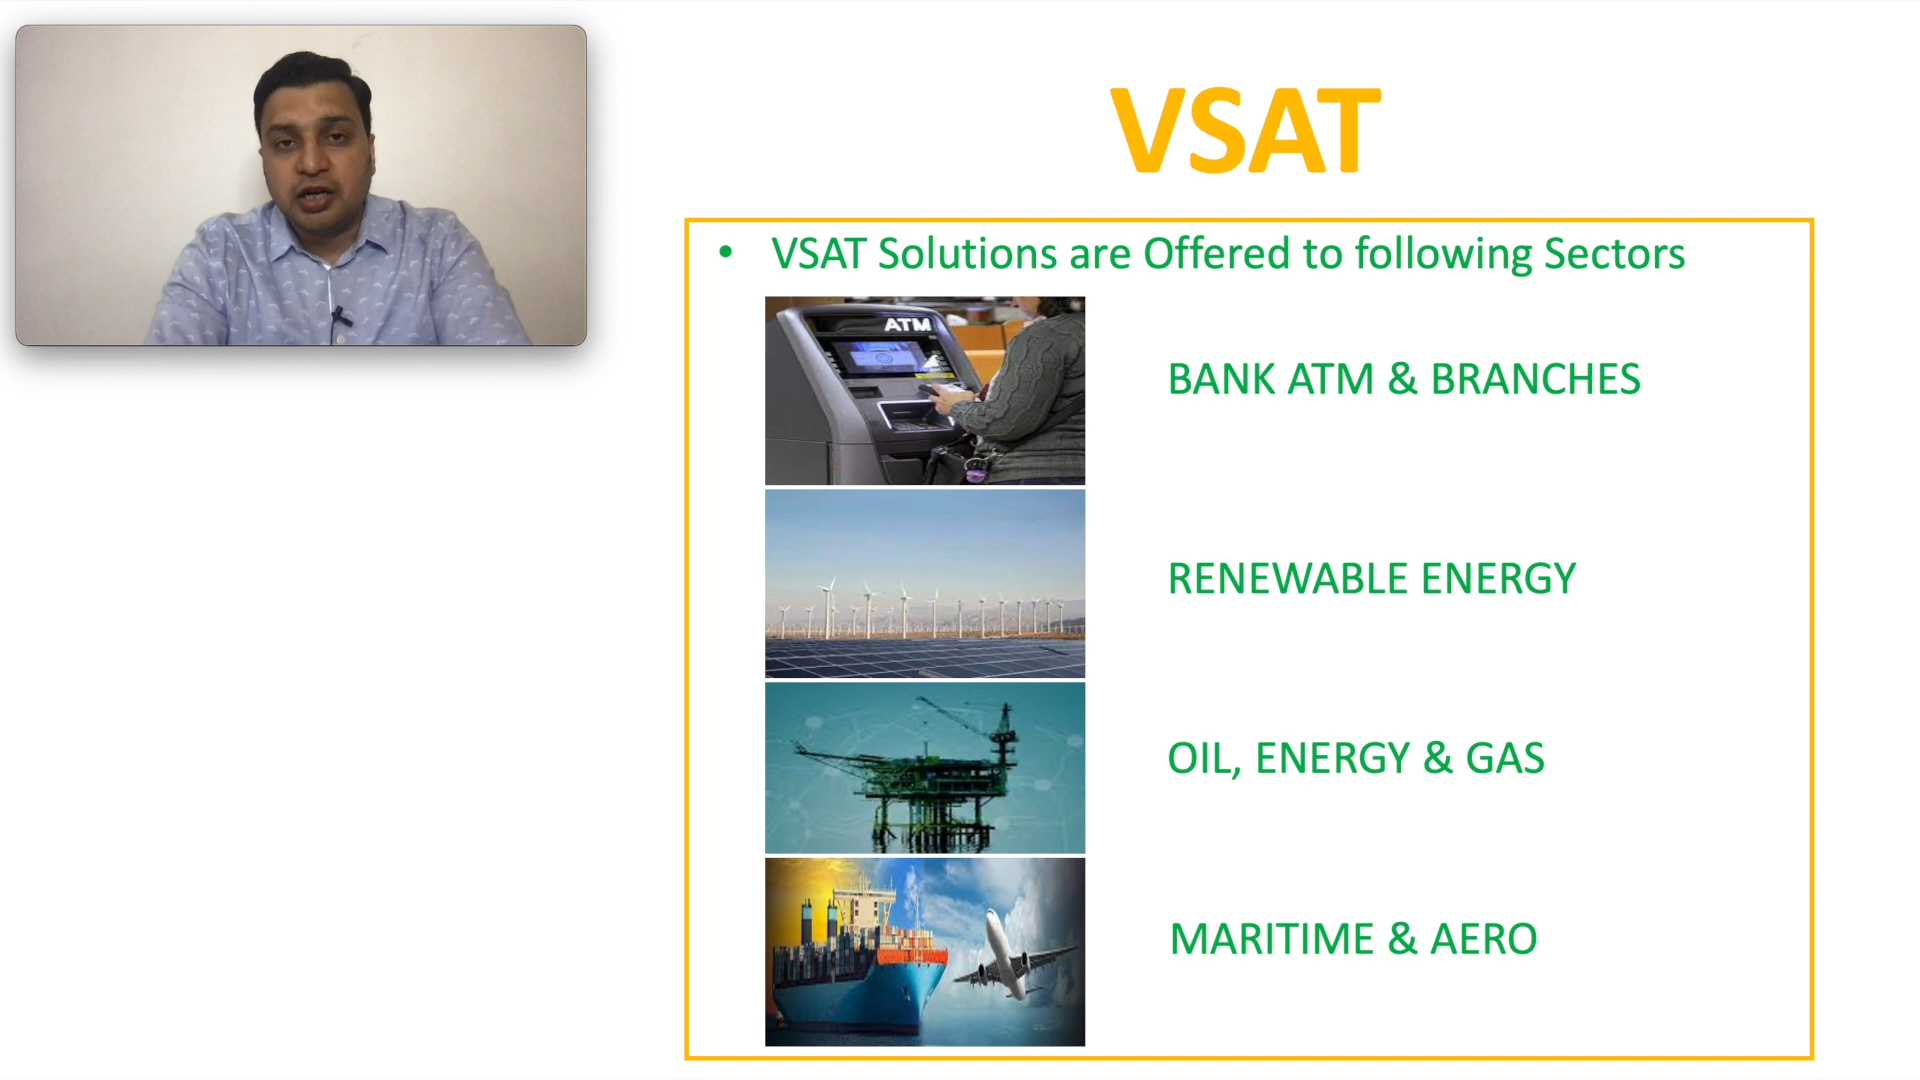 VSAT
• VSAT Solutions are Offered to following Sectors
ATM
BANK ATM & BRANCHES
RENEWABLE ENERGY
OIL, ENERGY & GAS
MARITIME & AERO